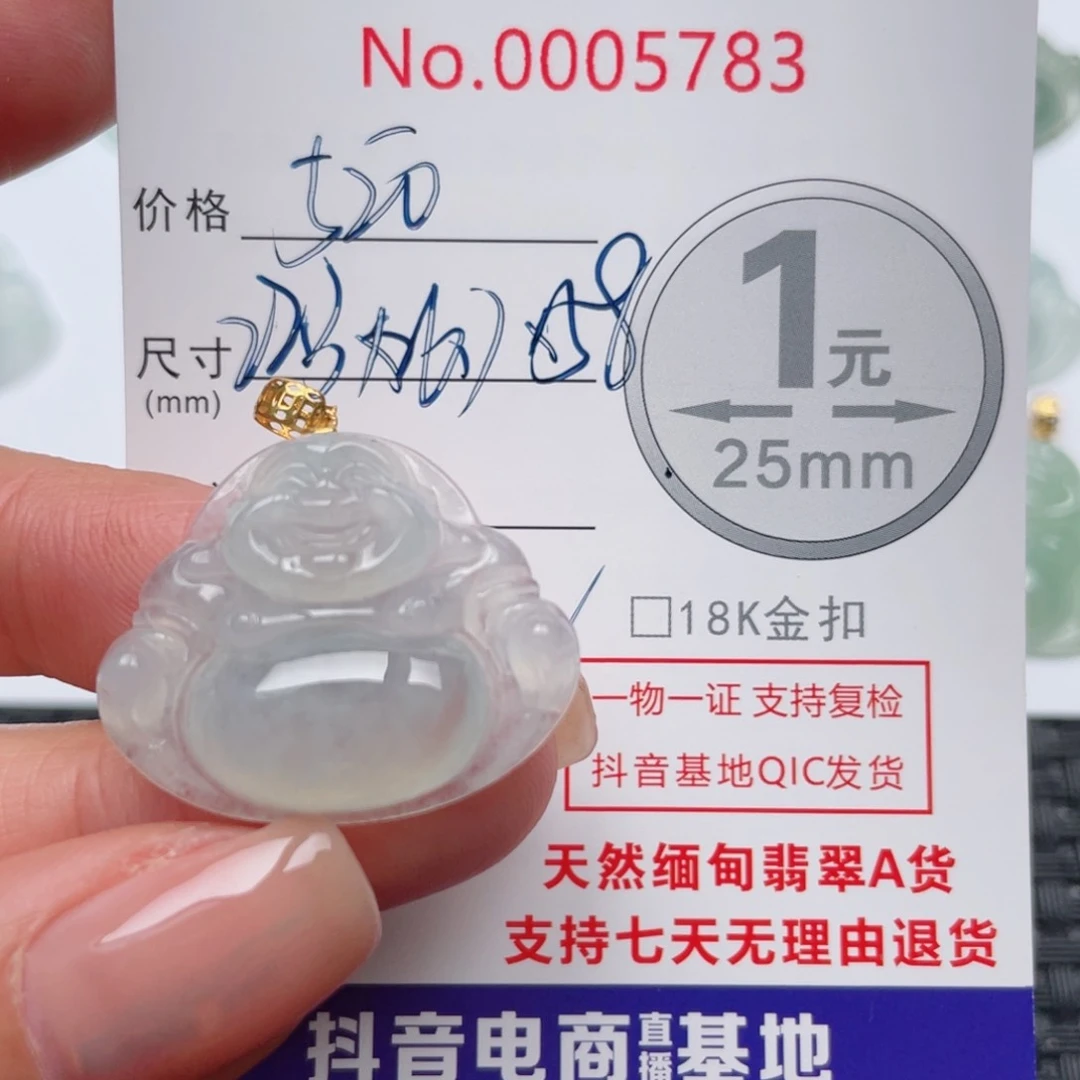 No.0005783
价格
尺寸
(mm)
1元
25mm
□18K金扣
一物一证 支持复检
抖音基地QIC发货
天然缅甸翡翠A货
支持七天无理由退货
抖音电商直播基地